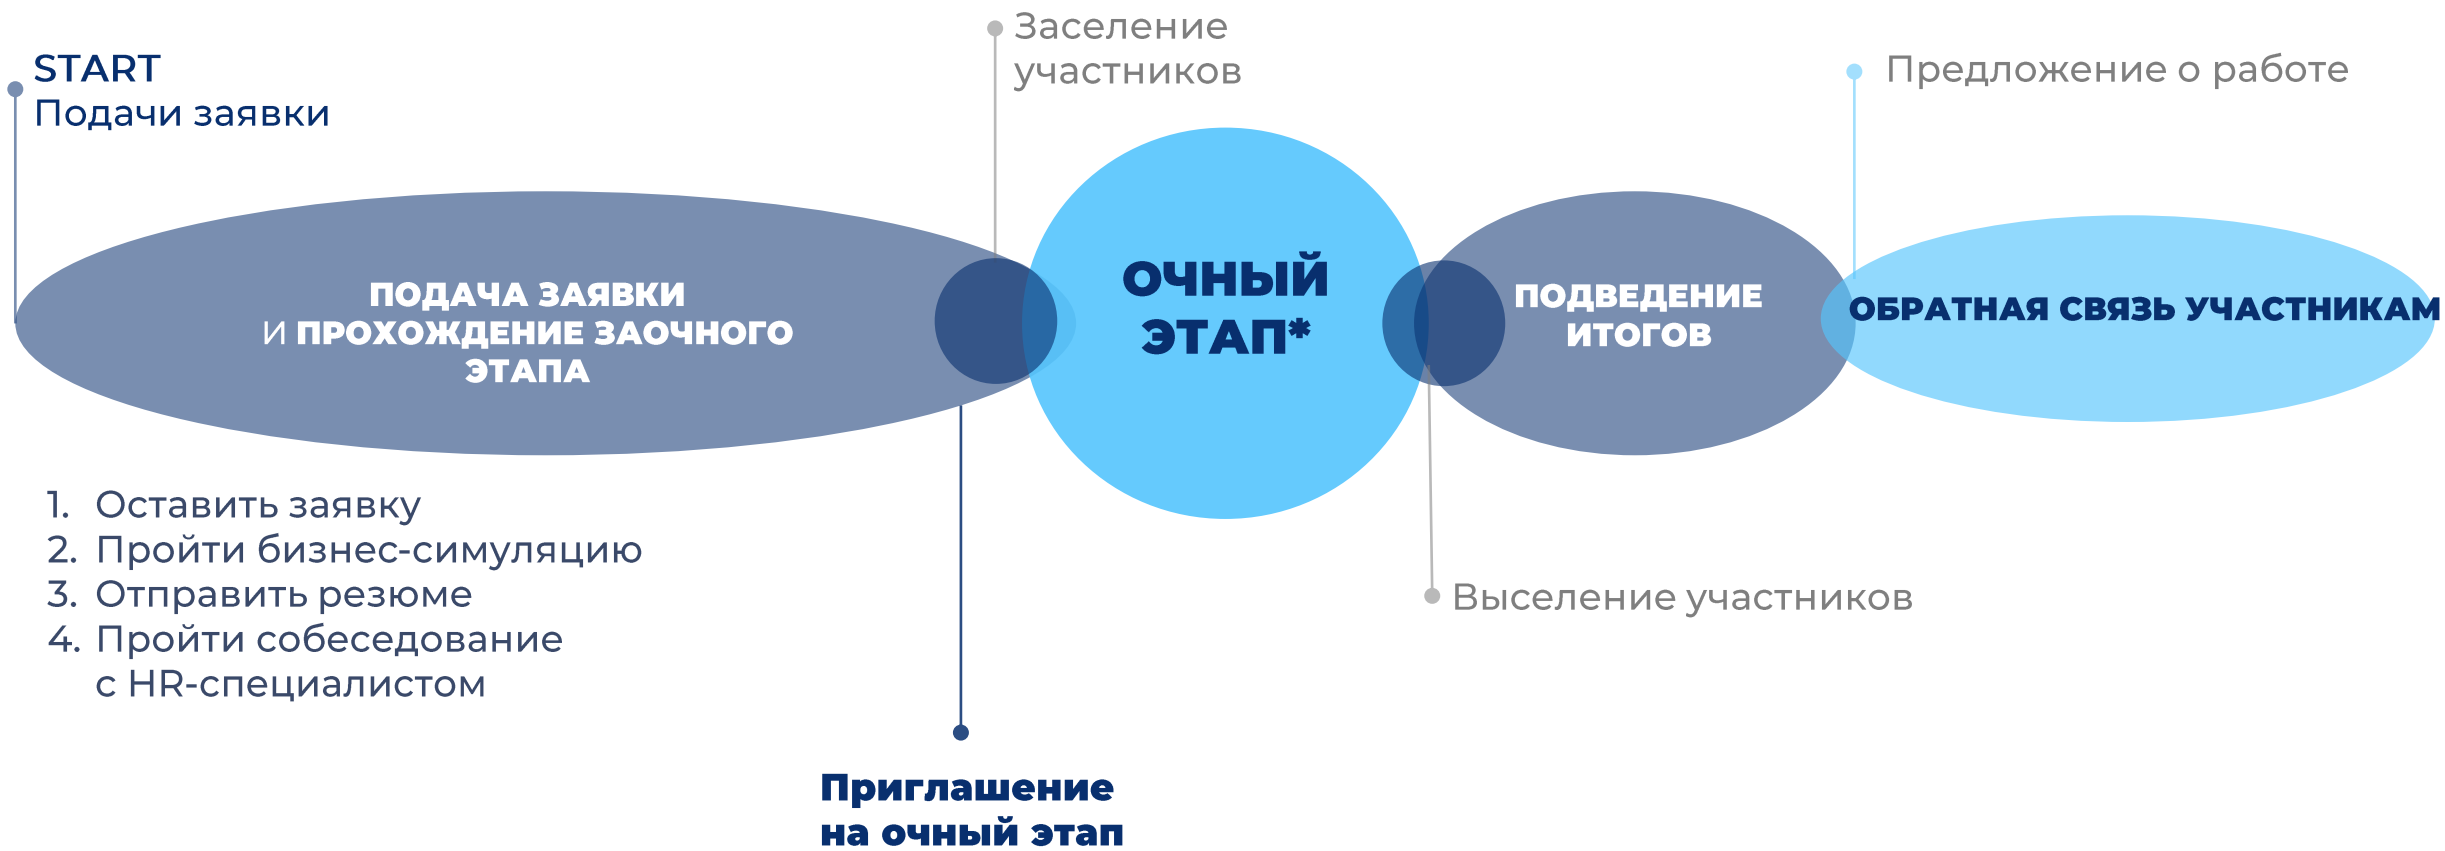 START
Подачи заявки
Заселение
участников
Предложение о работе
ПОДАЧА ЗАЯВКИ
И ПРОХОЖДЕНИЕ ЗАОЧНОГО
ЭТАПА
ОЧНЫЙ
ЭТАП*
ПОДВЕДЕНИЕ
ИТОГОВ
ОБРАТНАЯ СВЯЗЬ УЧАСТНИКАМ
1. Оставить заявку
2. Пройти бизнес-симуляцию
3. Отправить резюме
4. Пройти собеседование
с HR-специалистом
Выселение участников
Приглашение
на очный этап